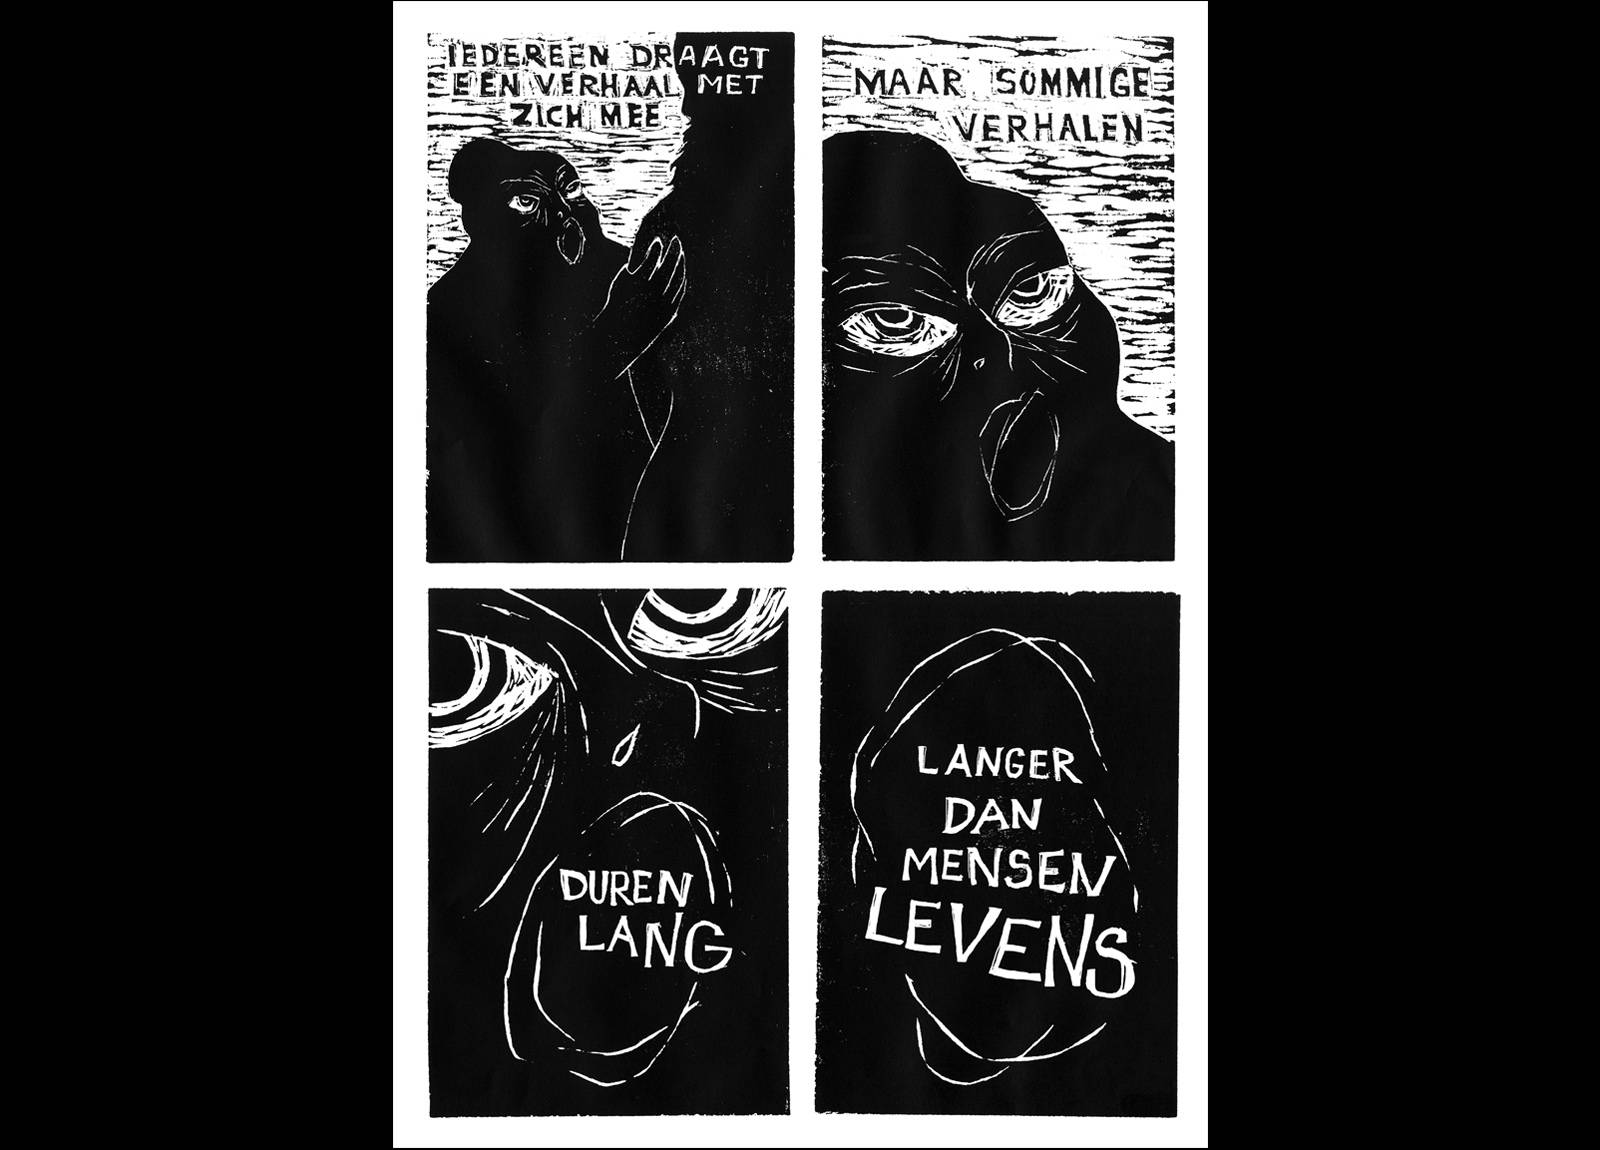 IEDEREEN DRAAGT
EEN VERHAAL MET
ZICH MEE
MAAR SOMMIGE
VERHALEN
DUREN
LANG
LANGER
DAN
MENSEN
LEVENS